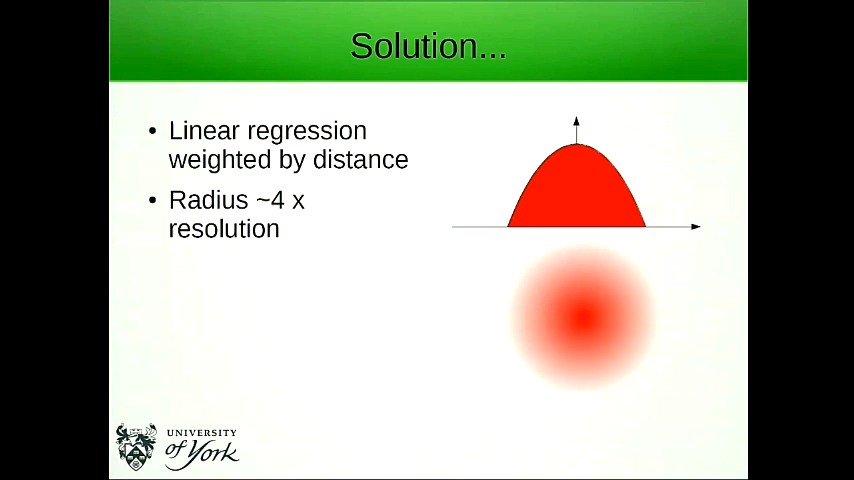 Solution...
• Linear regression
weighted by distance
• Radius ~4 x
resolution
UNIVERSITY
of York